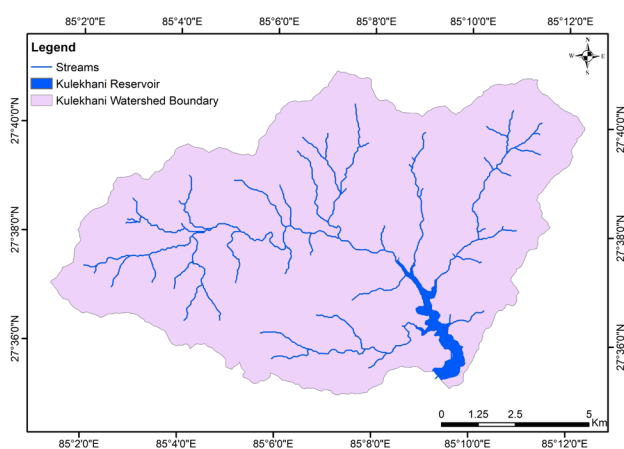 85°2'0"E 85°4'0"E 85°6'0"E 85°8'0"E 85°10'0"E 85°12'0"E
Legend
Streams
Kulekhani Reservoir
Kulekhani Watershed Boundary
N
W E
S
27°40'0"N 27°40'0"N
27°38'0"N 27°38'0"N
27°36'0"N 27°36'0"N
0 1.25 2.5 5
Km
85°2'0"E 85°4'0"E 85°6'0"E 85°8'0"E 85°10'0"E 85°12'0"E